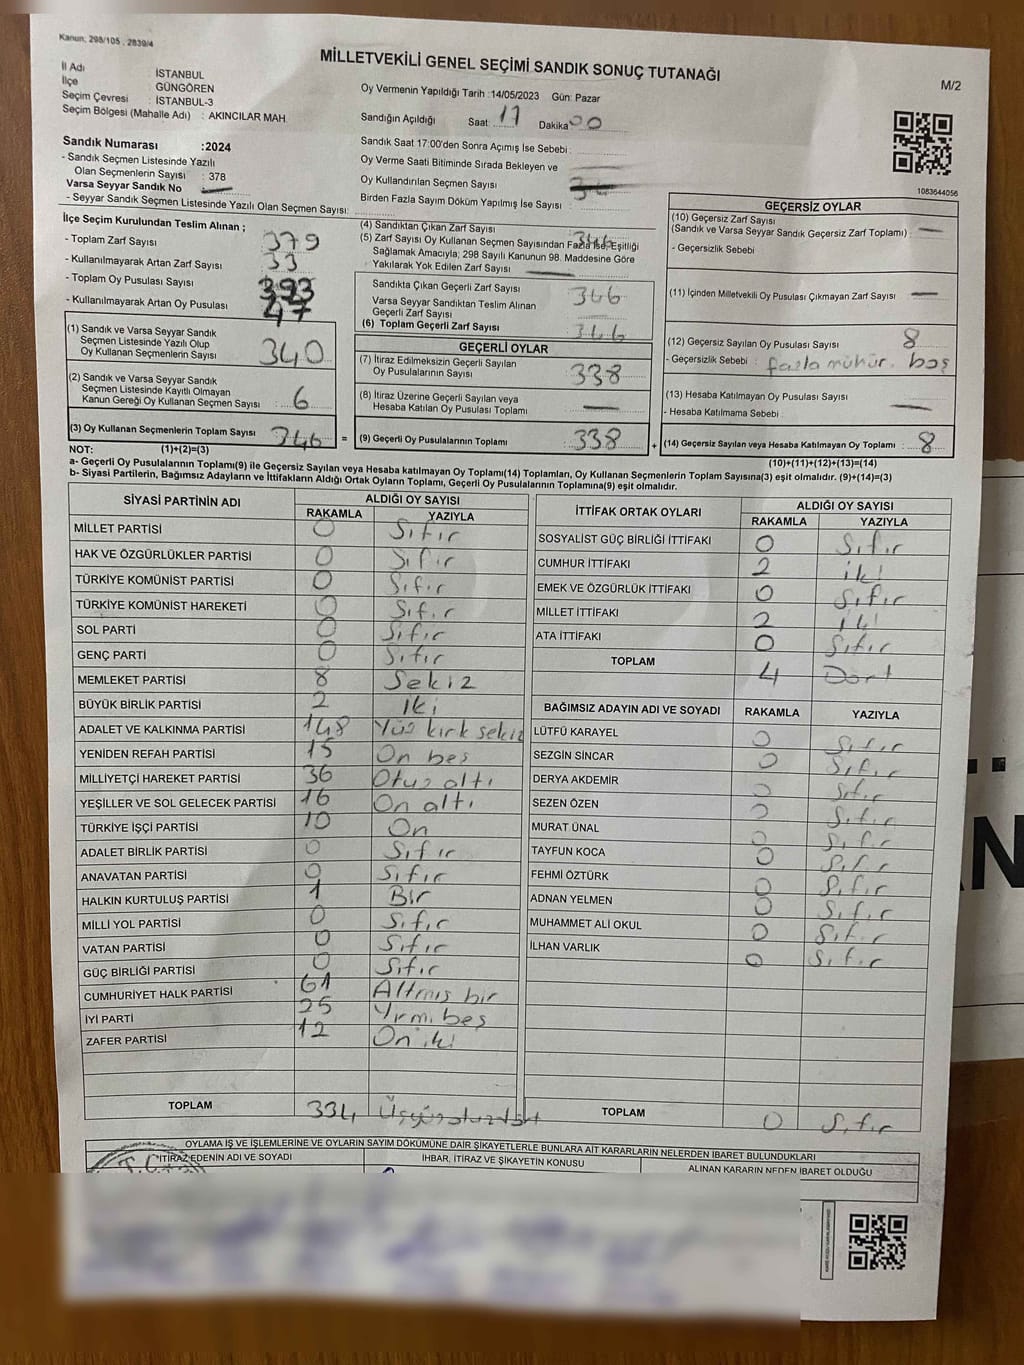 Kanun, 298/105 , 2839/4
MİLLETVEKİLİ GENEL SEÇİMİ SANDIK SONUÇ TUTANAĞI
M/2
İl Adı : İSTANBUL
İlçe : GÜNGÖREN
Seçim Çevresi : İSTANBUL-3
Seçim Bölgesi (Mahalle Adı) : AKINCILAR MAH
Sandık Numarası : 2024
- Sandık Seçmen Listesinde Yazılı
Olan Seçmenlerin Sayısı : 378
Varsa Seyyar Sandık No
- Seyyar Sandık Seçmen Listesinde Yazılı Olan Seçmen Sayısı:
Oy Vermenin Yapıldığı Tarih :14/05/2023 Gün: Pazar
Sandığın Açıldığı Saat 17 Dakika 00
Sandık Saat 17:00'den Sonra Açılmış İse Sebebi :
Oy Verme Saati Bitiminde Sırada Bekleyen ve
Oy Kullandırılan Seçmen Sayısı
Birden Fazla Sayım Döküm Yapılmış İse Sayısı :
1083644056
İlçe Seçim Kurulundan Teslim Alınan ;
- Toplam Zarf Sayısı 379
- Kullanılmayarak Artan Zarf Sayısı 33
- Toplam Oy Pusulası Sayısı 393
- Kullanılmayarak Artan Oy Pusulası 47
(1) Sandık ve Varsa Seyyar Sandık
Seçmen Listesinde Yazılı Olup
Oy Kullanan Seçmenlerin Sayısı 340
(2) Sandık ve Varsa Seyyar Sandık
Seçmen Listesinde Kayıtlı Olmayan
Kanun Gereği Oy Kullanan Seçmen Sayısı 6
(3) Oy Kullanan Seçmenlerin Toplam Sayısı 346 =
(4) Sandıktan Çıkan Zarf Sayısı 346
(5) Zarf Sayısı Oy Kullanan Seçmen Sayısından Fazla İse, Eşitliği
Sağlamak Amacıyla; 298 Sayılı Kanunun 98. Maddesine Göre
Yakılarak Yok Edilen Zarf Sayısı
Sandıkta Çıkan Geçerli Zarf Sayısı 346
Varsa Seyyar Sandıktan Teslim Alınan
Geçerli Zarf Sayısı
(6) Toplam Geçerli Zarf Sayısı 346
GEÇERLİ OYLAR
(7) İtiraz Edilmeksizin Geçerli Sayılan
Oy Pusulalarının Sayısı 338
(8) İtiraz Üzerine Geçerli Sayılan veya
Hesaba Katılan Oy Pusulası Toplamı
(9) Geçerli Oy Pusulalarının Toplamı 338 +
GEÇERSİZ OYLAR
(10) Geçersiz Zarf Sayısı
(Sandık ve Varsa Seyyar Sandık Geçersiz Zarf Toplamı) :
- Geçersizlik Sebebi :
(11) İçinden Milletvekili Oy Pusulası Çıkmayan Zarf Sayısı
(12) Geçersiz Sayılan Oy Pusulası Sayısı 8
- Geçersizlik Sebebi : fazla mühür. boş
(13) Hesaba Katılmayan Oy Pusulası Sayısı
- Hesaba Katılmama Sebebi :
(14) Geçersiz Sayılan veya Hesaba Katılmayan Oy Toplamı 8
NOT: (1)+(2)=(3) (10)+(11)+(12)+(13)=(14)
a- Geçerli Oy Pusulalarının Toplamı(9) ile Geçersiz Sayılan veya Hesaba katılmayan Oy Toplamı(14) Toplamları, Oy Kullanan Seçmenlerin Toplam Sayısına(3) eşit olmalıdır. (9)+(14)=(3)
b- Siyasi Partilerin, Bağımsız Adayların ve İttifakların Aldığı Ortak Oyların Toplamı, Geçerli Oy Pusulalarının Toplamına(9) eşit olmalıdır.
SİYASİ PARTİNİN ADI ALDIĞI OY SAYISI
RAKAMLA YAZIYLA
MİLLET PARTİSİ 0 Sıfır
HAK VE ÖZGÜRLÜKLER PARTİSİ 0 Sıfır
TÜRKİYE KOMÜNİST PARTİSİ 0 Sıfır
TÜRKİYE KOMÜNİST HAREKETİ 0 Sıfır
SOL PARTİ 0 Sıfır
GENÇ PARTİ 0 Sıfır
MEMLEKET PARTİSİ 8 Sekiz
BÜYÜK BİRLİK PARTİSİ 2 iki
ADALET VE KALKINMA PARTİSİ 148 Yüz kırk sekiz
YENİDEN REFAH PARTİSİ 15 On beş
MİLLİYETÇİ HAREKET PARTİSİ 36 Otuz altı
YEŞİLLER VE SOL GELECEK PARTİSİ 16 On altı
TÜRKİYE İŞÇİ PARTİSİ 10 On
ADALET BİRLİK PARTİSİ 0 Sıfır
ANAVATAN PARTİSİ 0 Sıfır
HALKIN KURTULUŞ PARTİSİ 1 Bir
MİLLİ YOL PARTİSİ 0 Sıfır
VATAN PARTİSİ 0 Sıfır
GÜÇ BİRLİĞİ PARTİSİ 0 Sıfır
CUMHURİYET HALK PARTİSİ 61 Altmış bir
İYİ PARTİ 25 Yirmi beş
ZAFER PARTİSİ 12 On iki
TOPLAM 334 Üçyüzotuzdört
İTTİFAK ORTAK OYLARI ALDIĞI OY SAYISI
RAKAMLA YAZIYLA
SOSYALİST GÜÇ BİRLİĞİ İTTİFAKI 0 Sıfır
CUMHUR İTTİFAKI 2 iki
EMEK VE ÖZGÜRLÜK İTTİFAKI 0 Sıfır
MİLLET İTTİFAKI 2 iki
ATA İTTİFAKI 0 Sıfır
TOPLAM 4 Dört
BAĞIMSIZ ADAYIN ADI VE SOYADI RAKAMLA YAZIYLA
LÜTFÜ KARAYEL 0 Sıfır
SEZGİN SİNCAR 0 Sıfır
DERYA AKDEMİR 0 Sıfır
SEZEN ÖZEN 0 Sıfır
MURAT ÜNAL 0 Sıfır
TAYFUN KOCA 0 Sıfır
FEHMİ ÖZTÜRK 0 Sıfır
ADNAN YELMEN 0 Sıfır
MUHAMMET ALİ OKUL 0 Sıfır
İLHAN VARLIK 0 Sıfır
TOPLAM 0 Sıfır
OYLAMA İŞ VE İŞLEMLERİNE VE OYLARIN SAYIM DÖKÜMÜNE DAİR ŞİKAYETLERLE BUNLARA AİT KARARLARIN NELERDEN İBARET BULUNDUKLARI
İTİRAZ EDENİN ADI VE SOYADI İHBAR, İTİRAZ VE ŞİKAYETİN KONUSU ALINAN KARARIN NEDEN İBARET OLDUĞU
T.C.